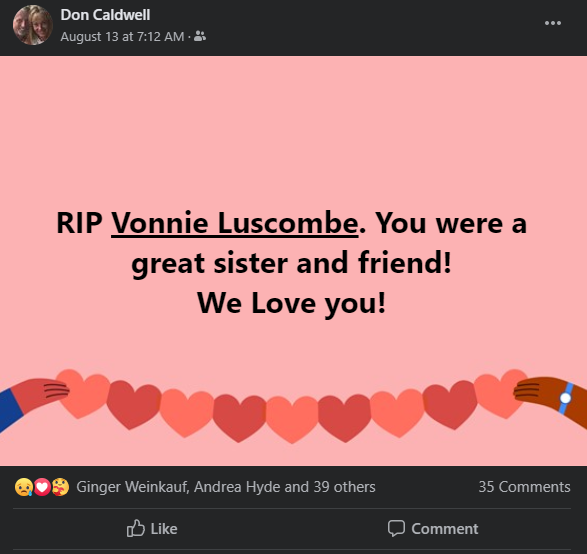 Don Caldwell
August 13 at 7:12 AM ·
RIP Vonnie Luscombe. You were a
great sister and friend!
We Love you!
Ginger Weinkauf, Andrea Hyde and 39 others
35 Comments
Like
Comment